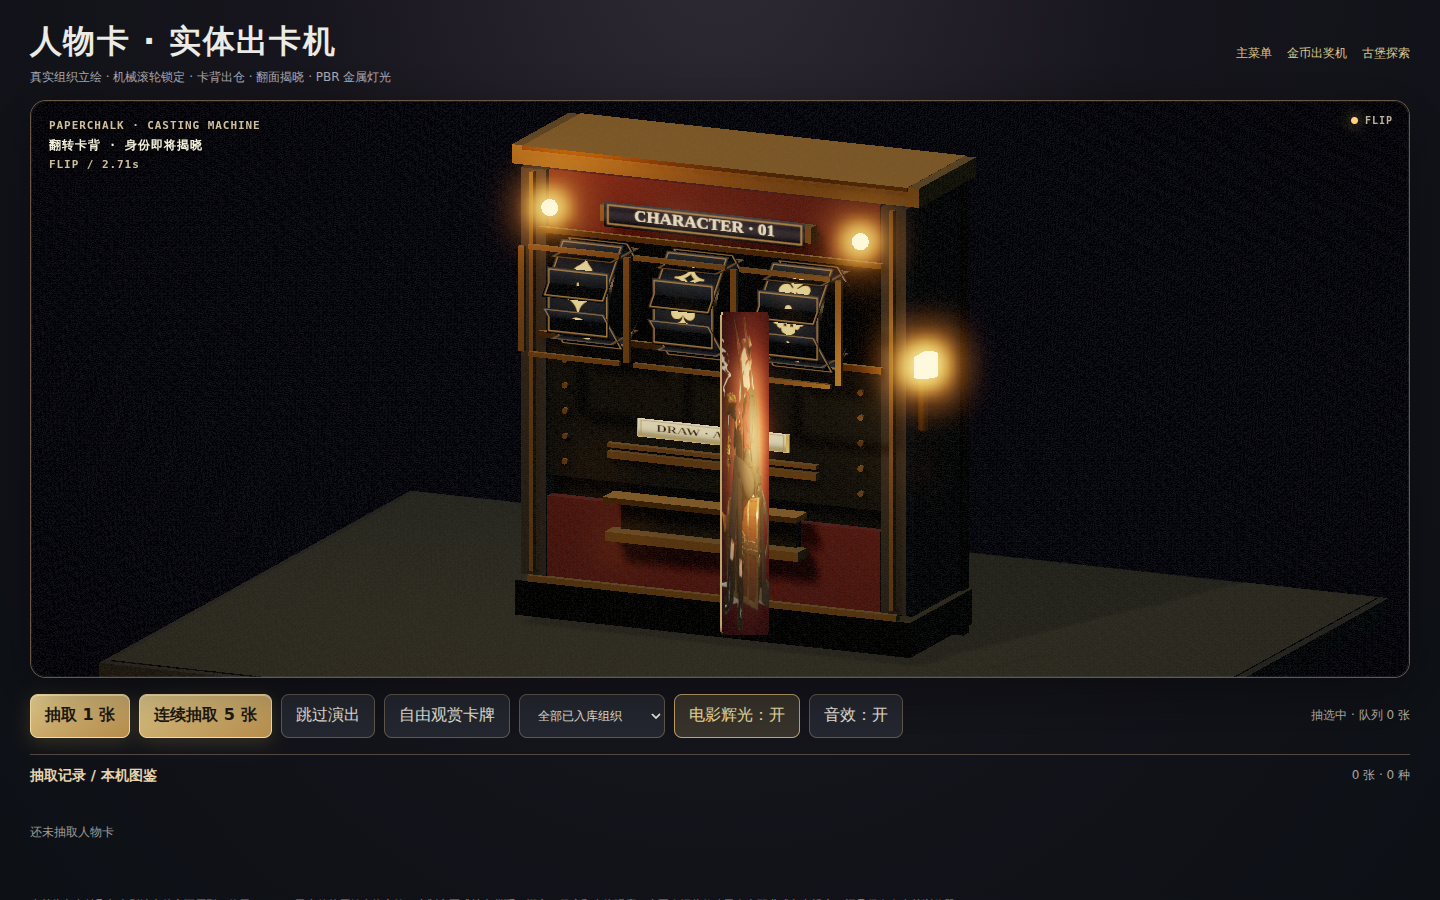 人物卡 · 实体出卡机
真实组织立绘 · 机械滚轮锁定 · 卡背出仓 · 翻面揭晓 · PBR 金属灯光
主菜单 金币出奖机 古堡探索
PAPERCHALK · CASTING MACHINE
翻转卡背 · 身份即将揭晓
FLIP / 2.71s
FLIP
CHARACTER · 01
DRAW ·
抽取 1 张 连续抽取 5 张 跳过演出 自由观赏卡牌 全部已入库组织 电影辉光：开 音效：开 抽选中 · 队列 0 张
抽取记录 / 本机图鉴 0 张 · 0 种
还未抽取人物卡